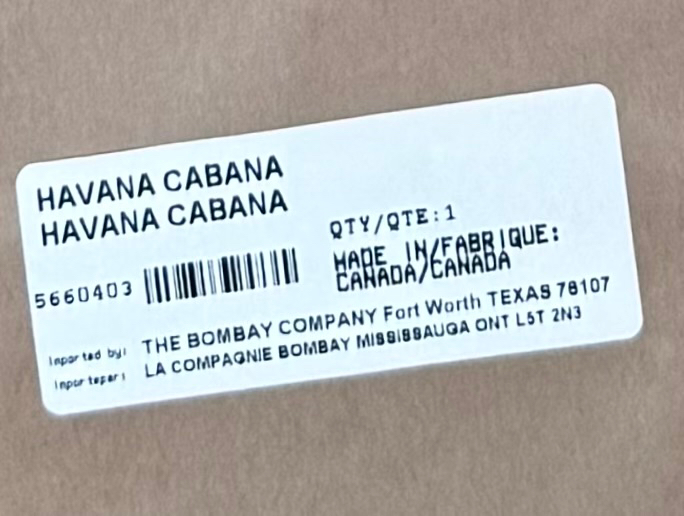 HAVANA CABANA
HAVANA CABANA
QTY/QTE:1
5660403
MADE IN/FABRIQUE:
CANADA/CANADA
Imported by: THE BOMBAY COMPANY Fort Worth TEXAS 76107
Importepar: LA COMPAGNIE BOMBAY MISSISSAUGA ONT L5T 2N3